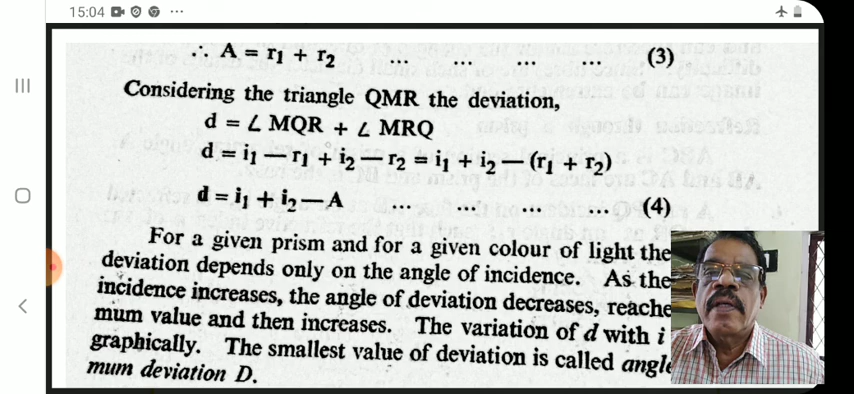 15:04
∴ A = r₁ + r₂ ... ... ... ... (3)
Considering the triangle QMR the deviation,
d = ∠ MQR + ∠ MRQ
d = i₁ — r₁ + i₂ — r₂ = i₁ + i₂ — (r₁ + r₂)
d = i₁ + i₂ — A ... ... ... ... (4)
For a given prism and for a given colour of light the
deviation depends only on the angle of incidence. As the
incidence increases, the angle of deviation decreases, reache
mum value and then increases. The variation of d with i
graphically. The smallest value of deviation is called angle
mum deviation D.